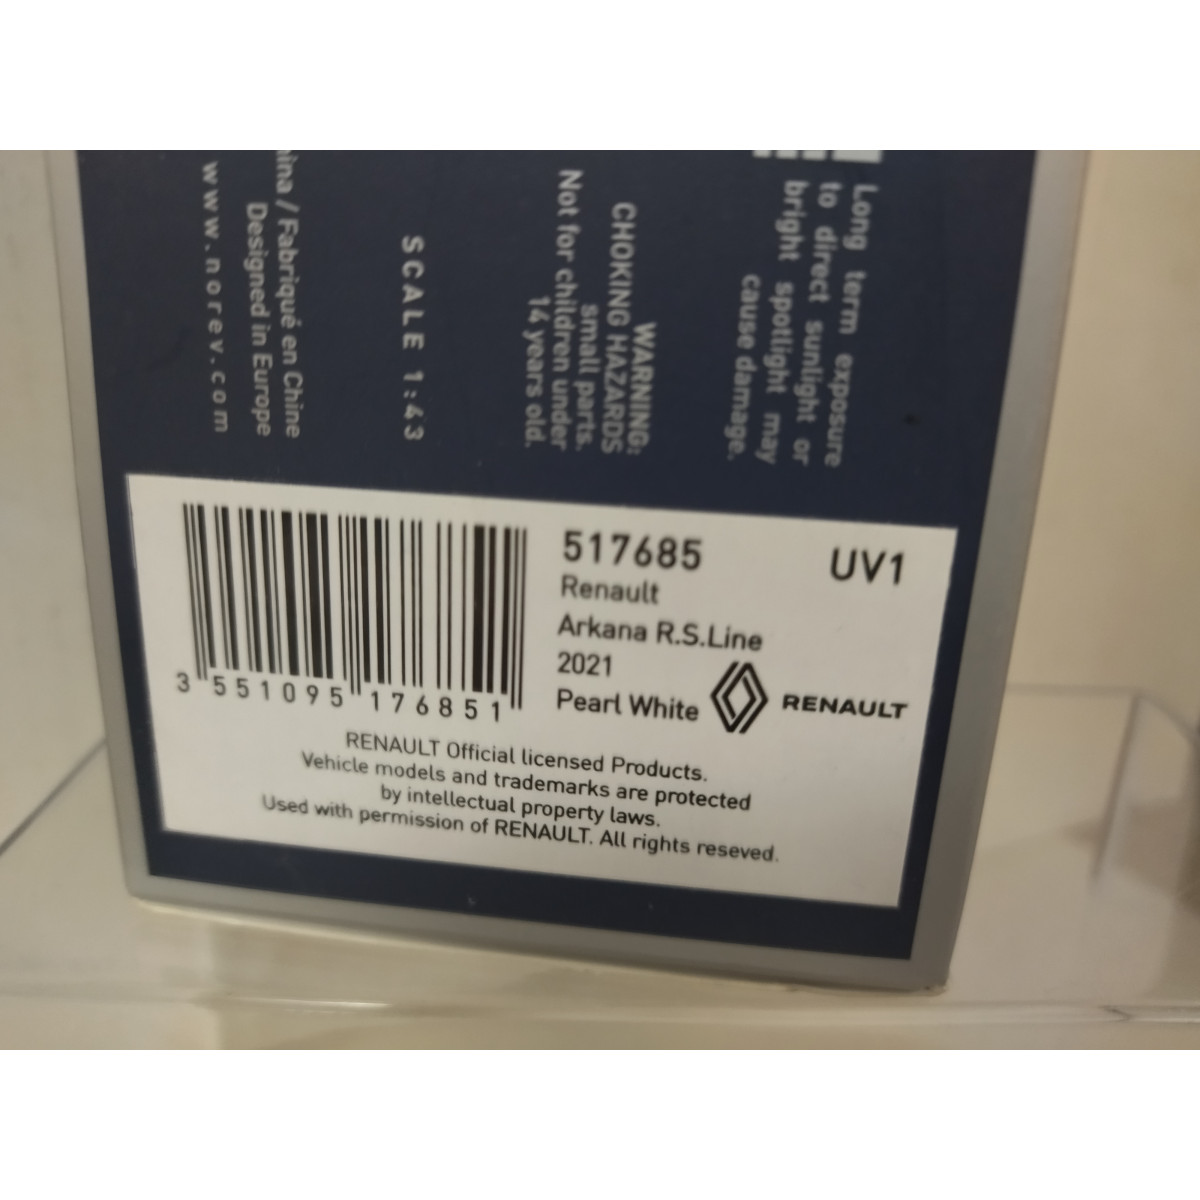 Long term exposure
to direct sunlight or
bright spotlight may
cause damage.
WARNING:
CHOKING HAZARDS
small parts.
Not for children under
14 years old.
SCALE 1:43
/ Fabriqué en Chine
Designed in Europe
www.norev.com
517685
UV1
Renault
Arkana R.S.Line
2021
Pearl White
RENAULT
3 551095 176851
RENAULT Official licensed Products.
Vehicle models and trademarks are protected
by intellectual property laws.
Used with permission of RENAULT. All rights reseved.